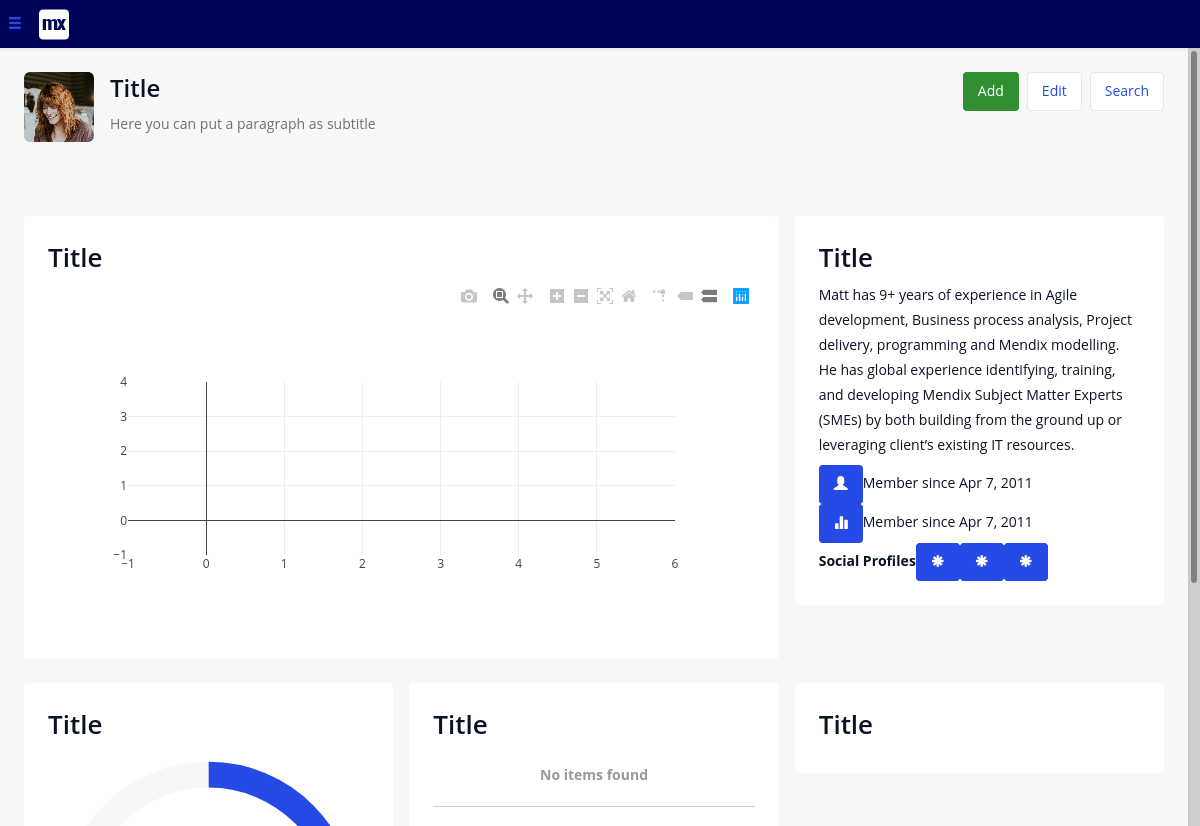 mx
Title
Here you can put a paragraph as subtitle
Add
Edit
Search
Title
4
3
2
1
0
−1
−1
0
1
2
3
4
5
6
Title
Matt has 9+ years of experience in Agile
development, Business process analysis, Project
delivery, programming and Mendix modelling.
He has global experience identifying, training,
and developing Mendix Subject Matter Experts
(SMEs) by both building from the ground up or
leveraging client’s existing IT resources.
Member since Apr 7, 2011
Member since Apr 7, 2011
Social Profiles
Title
Title
No items found
Title